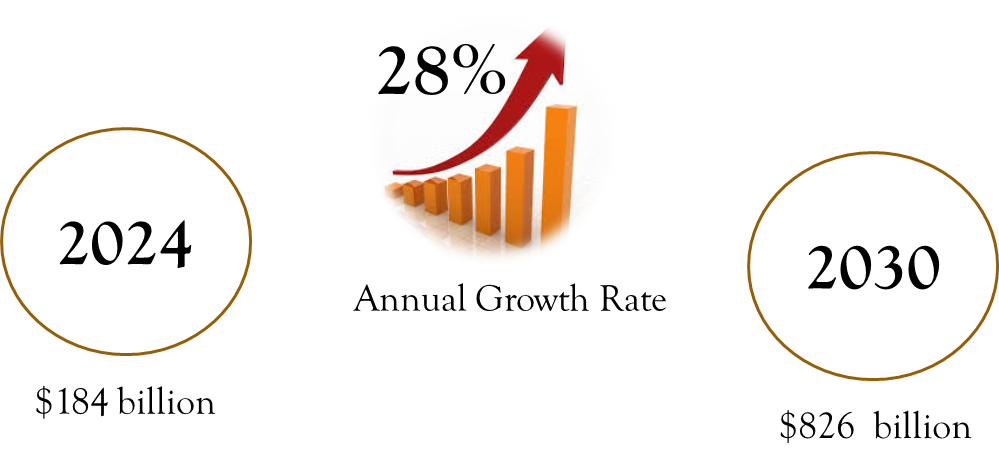 28%
2024
2030
Annual Growth Rate
$184 billion
$826 billion